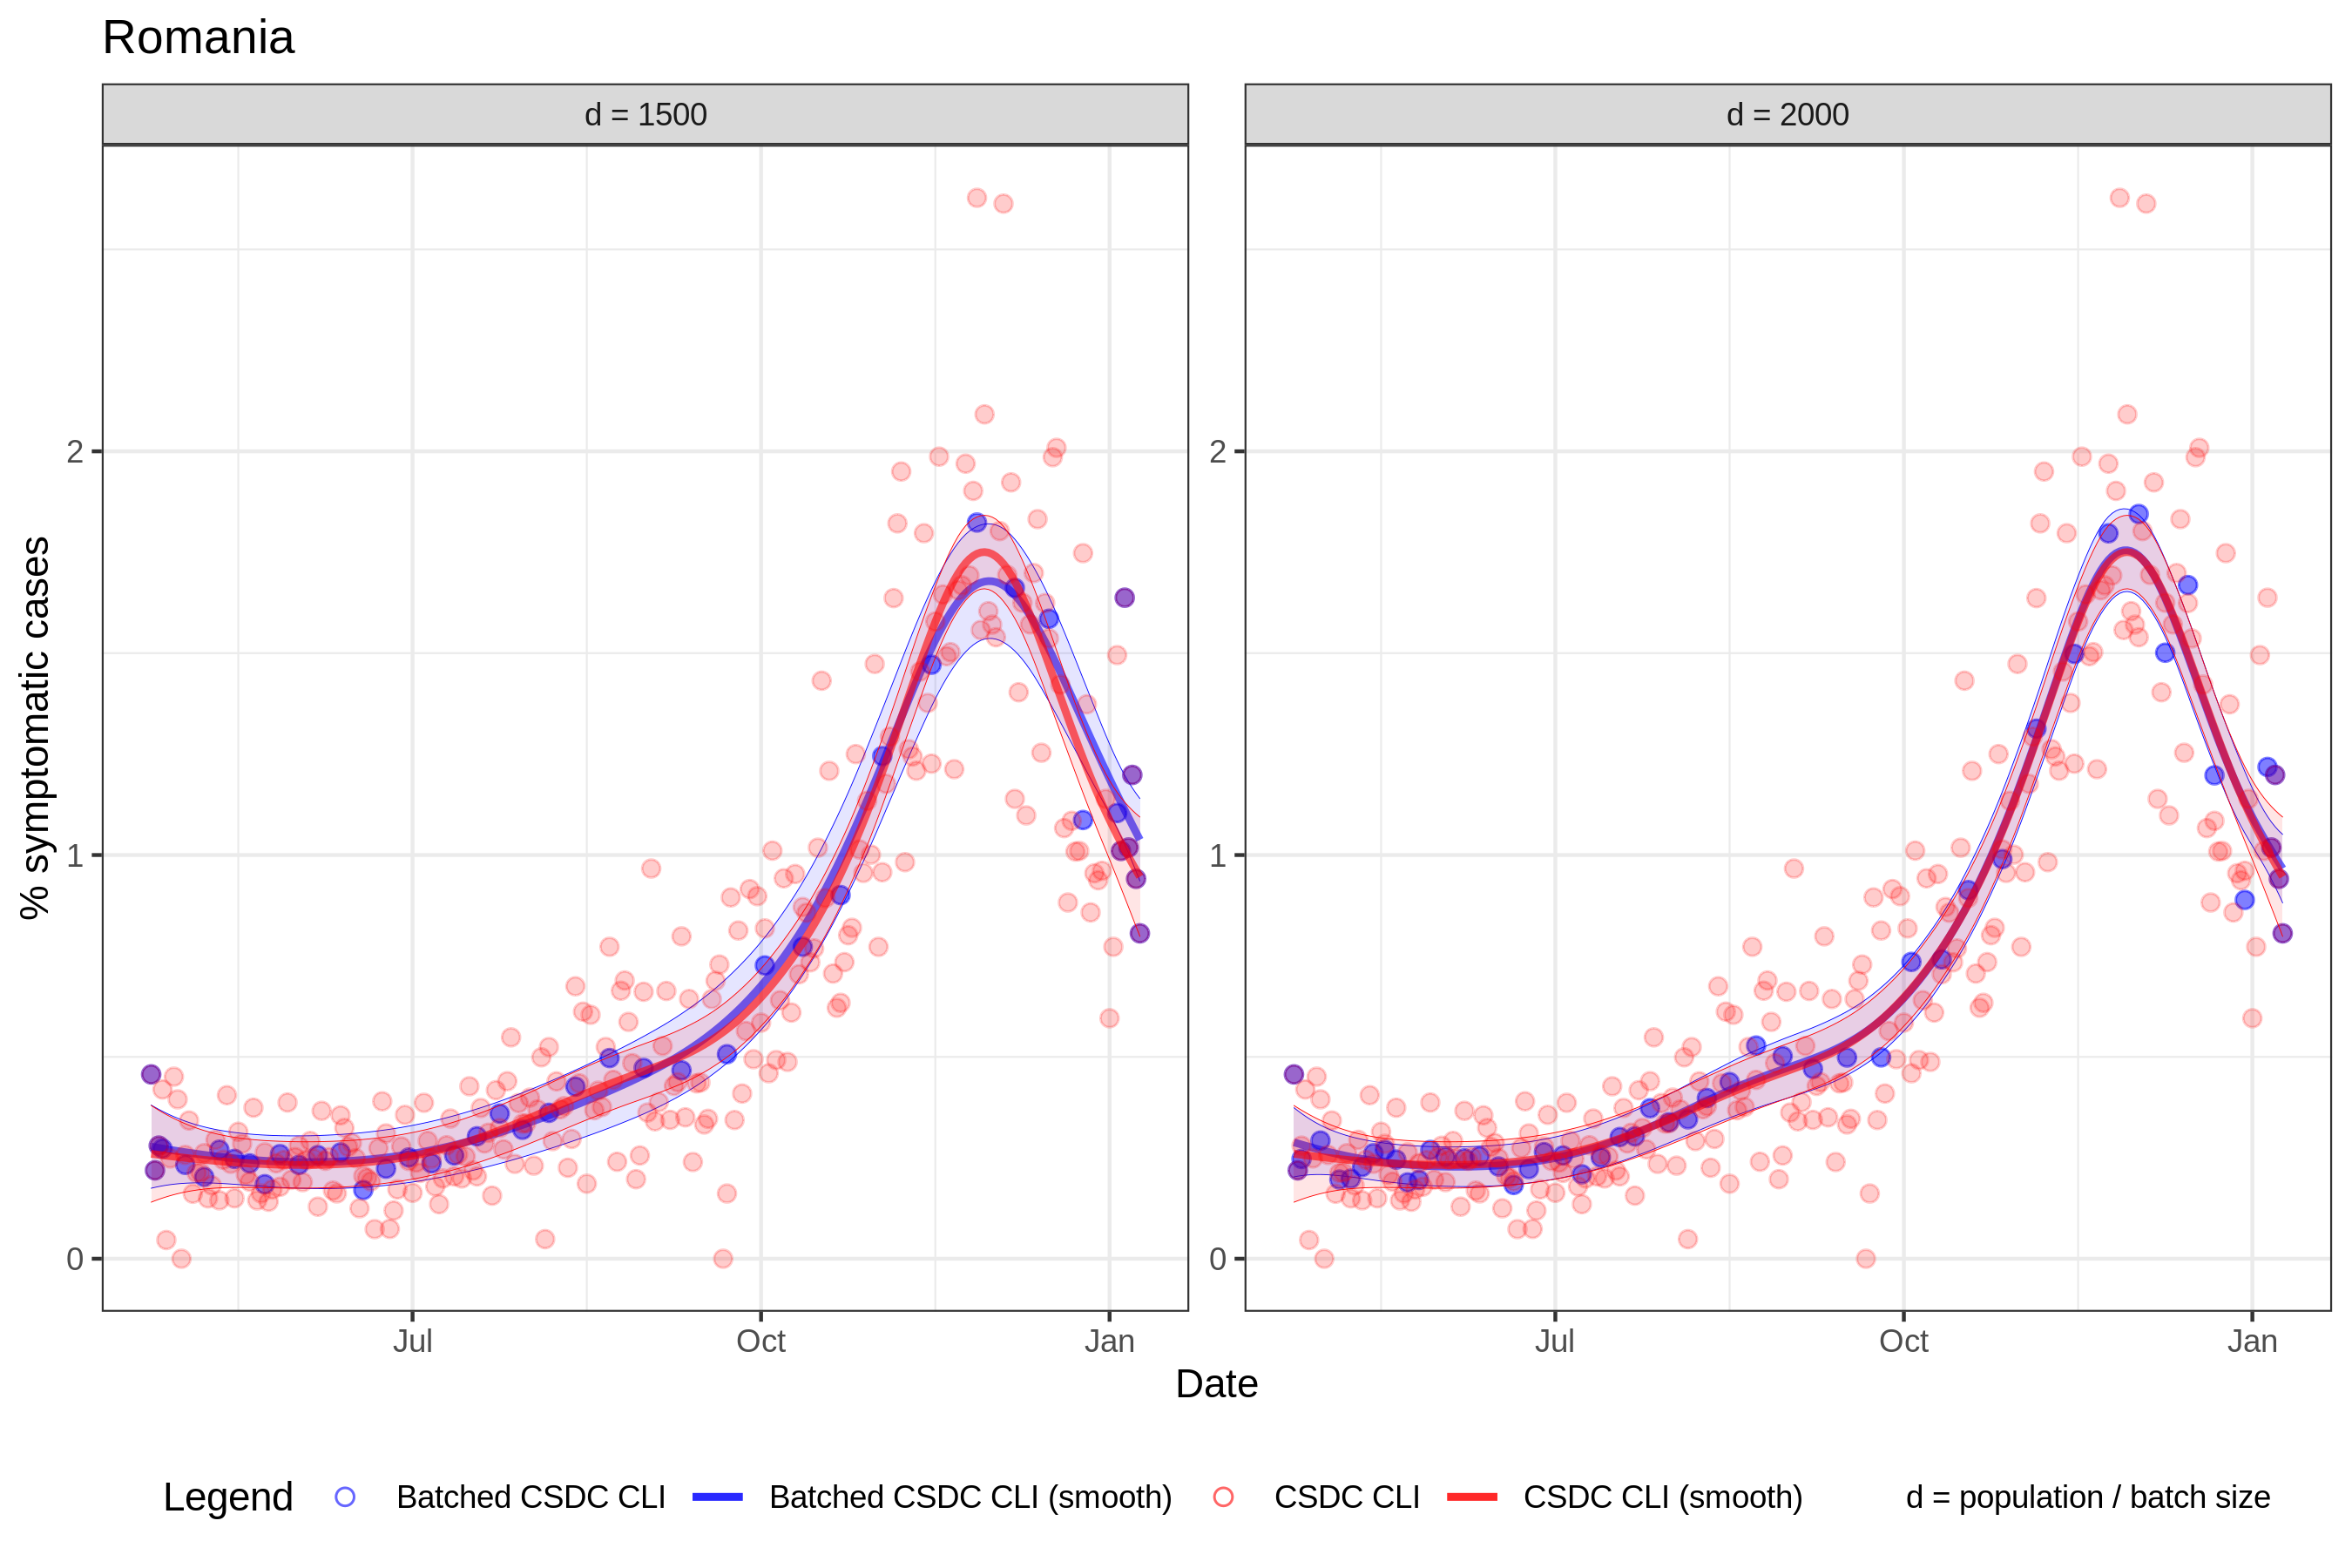 Romania
d = 1500
d = 2000
% symptomatic cases
2
1
0
2
1
0
Jul
Oct
Jan
Jul
Oct
Jan
Date
Legend
Batched CSDC CLI
Batched CSDC CLI (smooth)
CSDC CLI
CSDC CLI (smooth)
d = population / batch size